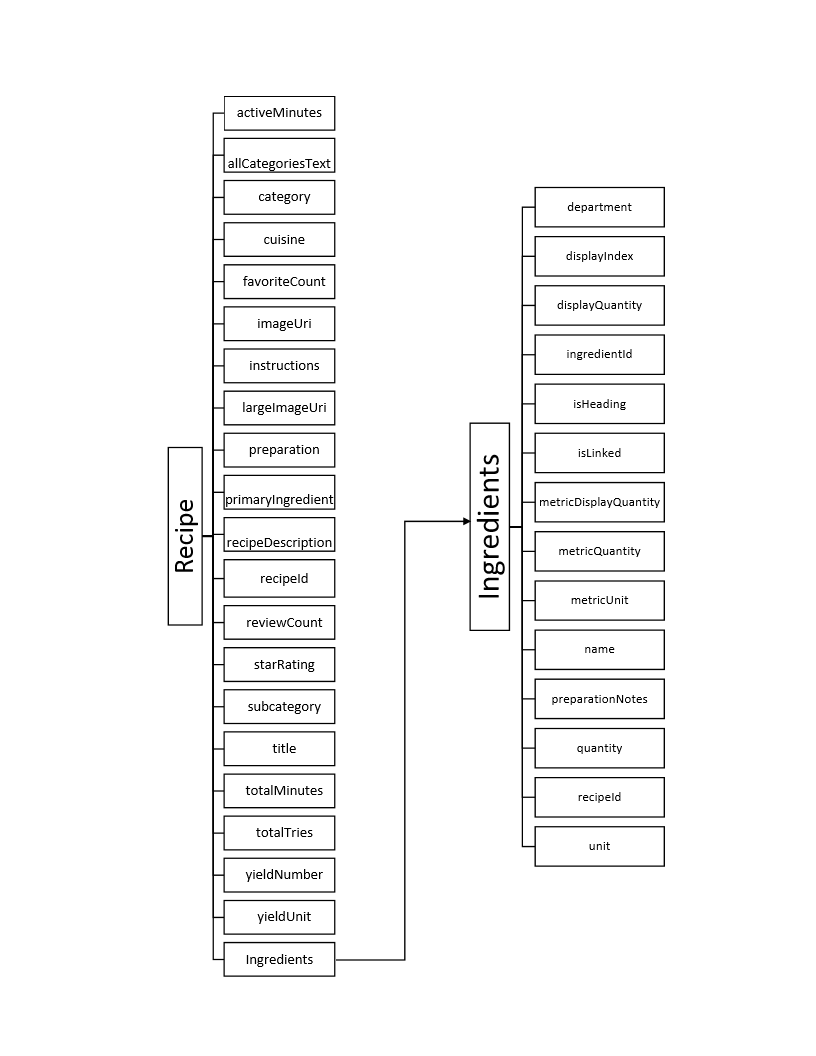 Recipe
activeMinutes
allCategoriesText
category
cuisine
favoriteCount
imageUri
instructions
largeImageUri
preparation
primaryIngredient
recipeDescription
recipeId
reviewCount
starRating
subcategory
title
totalMinutes
totalTries
yieldNumber
yieldUnit
Ingredients
Ingredients
department
displayIndex
displayQuantity
ingredientId
isHeading
isLinked
metricDisplayQuantity
metricQuantity
metricUnit
name
preparationNotes
quantity
recipeId
unit